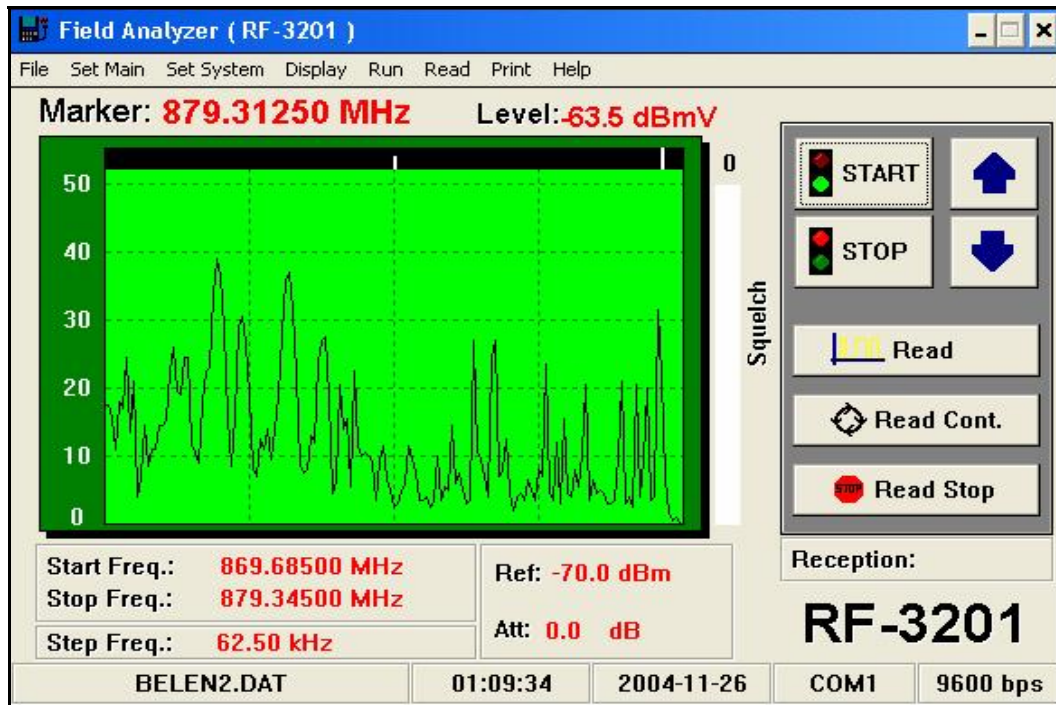 Field Analyzer ( RF-3201 )
File Set Main Set System Display Run Read Print Help
Marker: 879.31250 MHz Level:-63.5 dBmV
0
50
40
30
20
10
0
Squelch
START
STOP
Read
Read Cont.
STOP Read Stop
Start Freq.: 869.68500 MHz
Stop Freq.: 879.34500 MHz
Step Freq.: 62.50 kHz
Ref: -70.0 dBm
Att: 0.0 dB
Reception:
RF-3201
BELEN2.DAT 01:09:34 2004-11-26 COM1 9600 bps